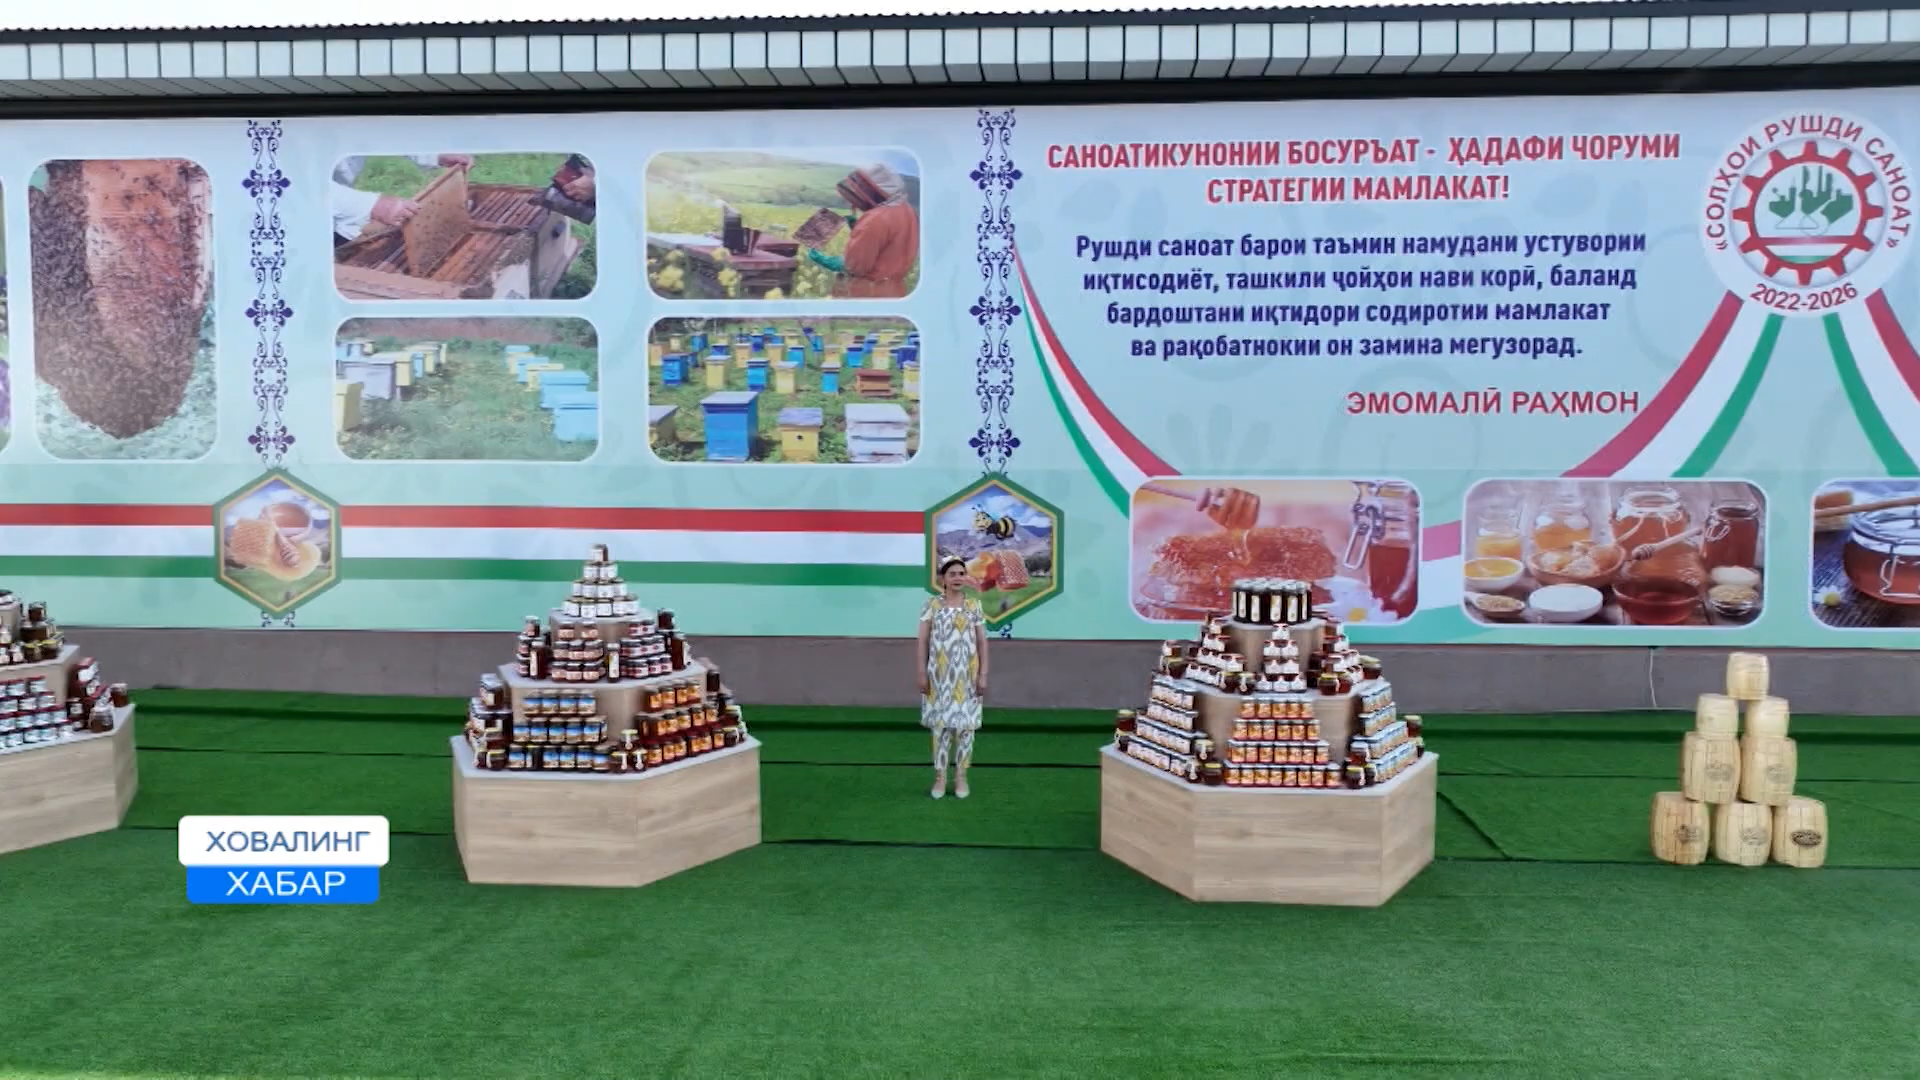 САНОАТИКУНОНИИ БОСУРЪАТ - ҲАДАФИ ЧОРУМИ
СТРАТЕГИИ МАМЛАКАТ!
Рушди саноат барои таъмин намудани устувории
иқтисодиёт, ташкили ҷойҳои нави корӣ, баланд
бардоштани иқтидори содиротии мамлакат
ва рақобатнокии он замина мегузорад.
ЭМОМАЛӢ РАҲМОН
«СОЛҲОИ РУШДИ САНОАТ»
2022-2026
ХОВАЛИНГ
ХАБАР